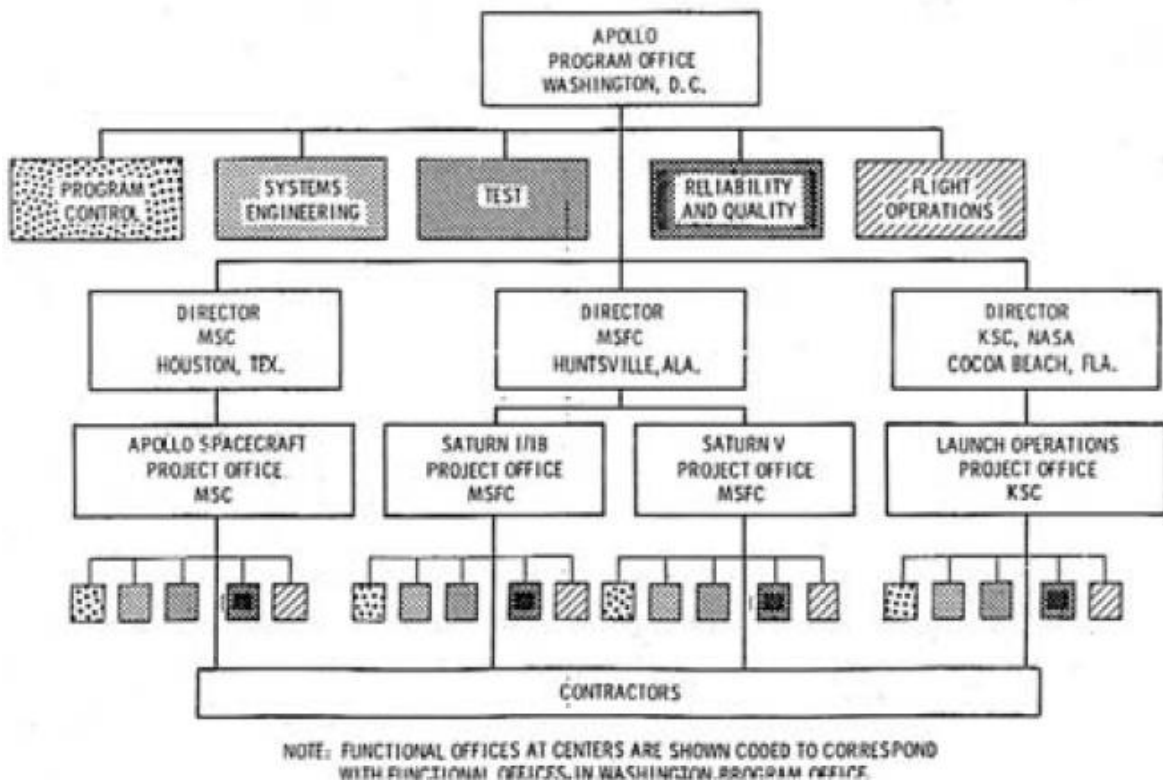 APOLLO
PROGRAM OFFICE
WASHINGTON, D.C.
PROGRAM
CONTROL
SYSTEMS
ENGINEERING
TEST
RELIABILITY
AND QUALITY
FLIGHT
OPERATIONS
DIRECTOR
MSC
HOUSTON, TEX.
DIRECTOR
MSFC
HUNTSVILLE, ALA.
DIRECTOR
KSC, NASA
COCOA BEACH, FLA.
APOLLO SPACECRAFT
PROJECT OFFICE
MSC
SATURN I/IB
PROJECT OFFICE
MSFC
SATURN V
PROJECT OFFICE
MSFC
LAUNCH OPERATIONS
PROJECT OFFICE
KSC
CONTRACTORS
NOTE: FUNCTIONAL OFFICES AT CENTERS ARE SHOWN CODED TO CORRESPOND
WITH FUNCTIONAL OFFICES IN WASHINGTON PROGRAM OFFICE.